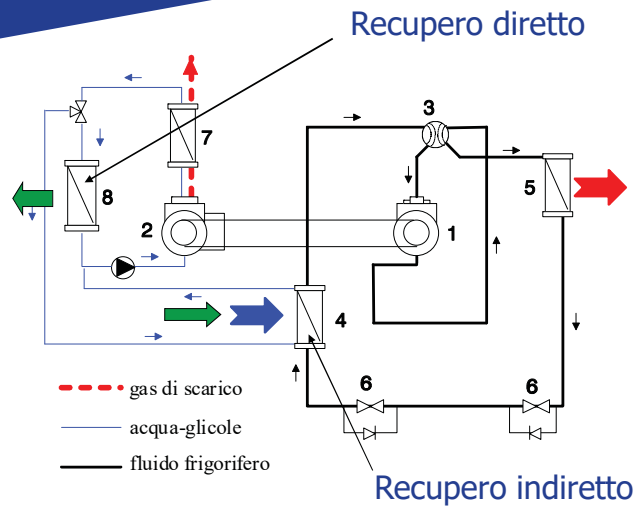 Recupero diretto
3
7
5
8
2
1
4
6
6
gas di scarico
acqua-glicole
fluido frigorifero
Recupero indiretto